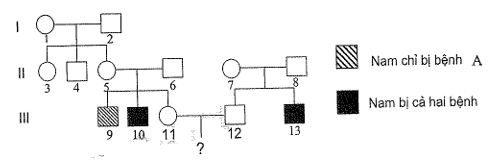 I
1 2
II
3 4 5 6 7 8
III
9 10 11 12 13
?
Nam chỉ bị bệnh A
Nam bị cả hai bệnh